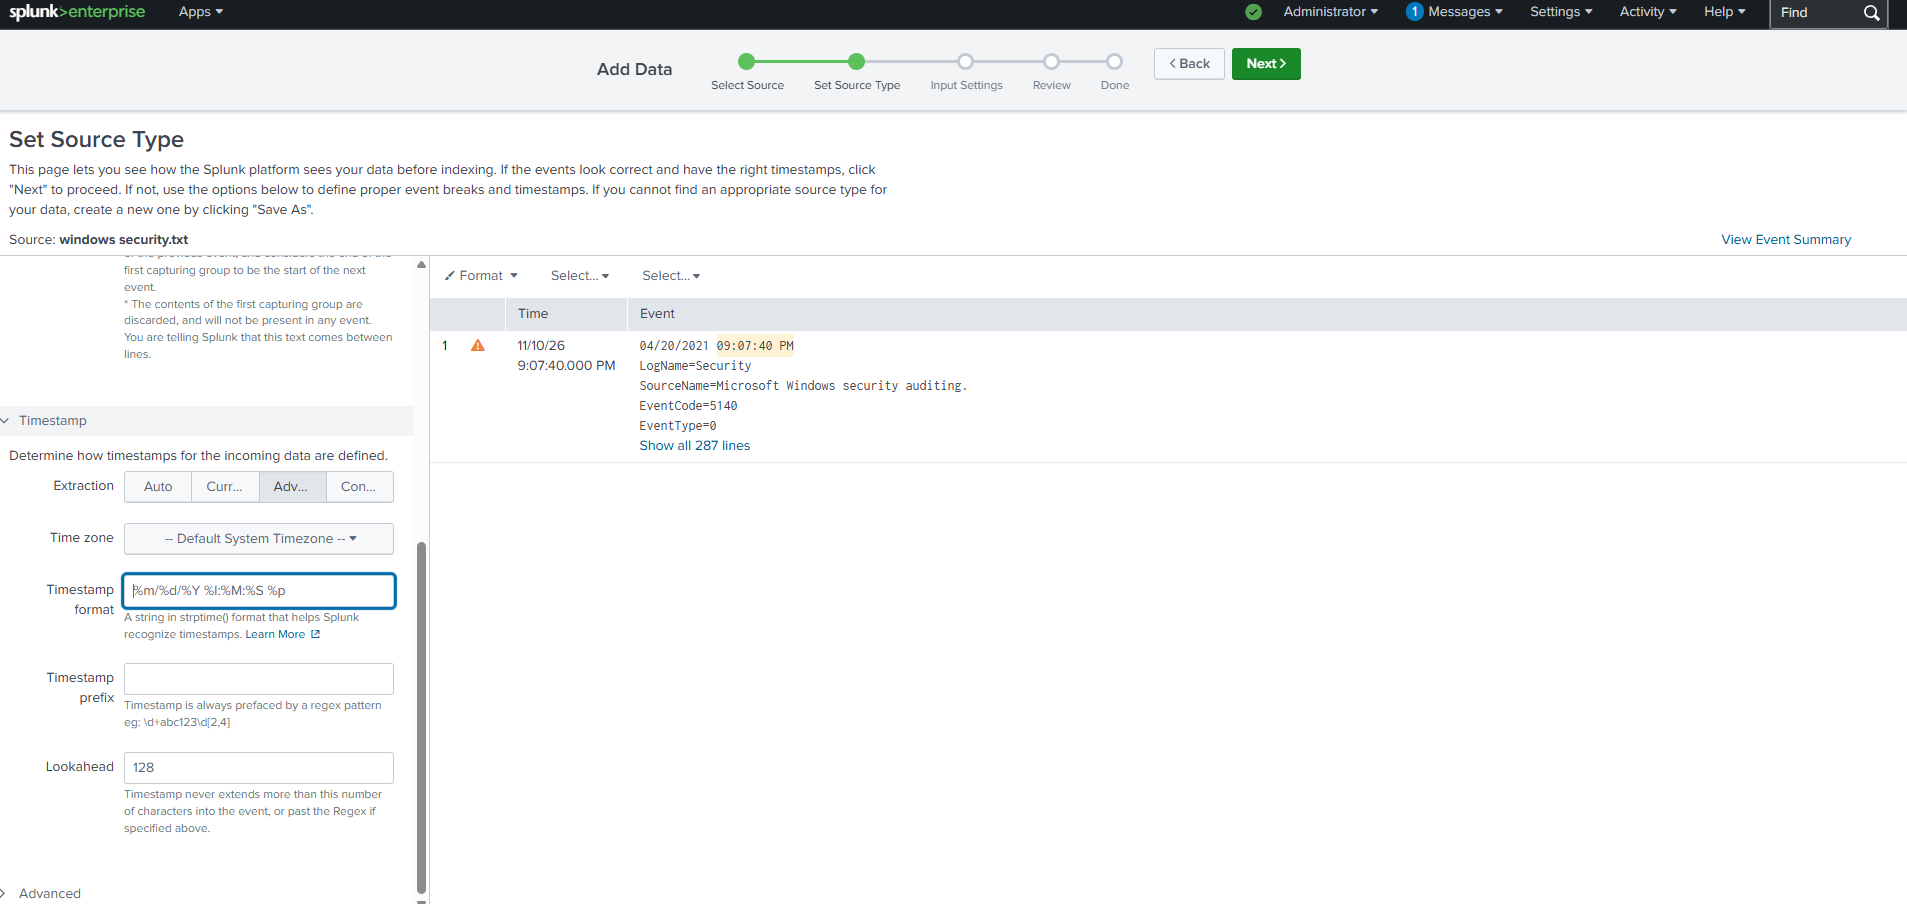 splunk>enterprise Apps Administrator 1 Messages Settings Activity Help Find
Add Data
Select Source Set Source Type Input Settings Review Done
< Back Next >
Set Source Type
This page lets you see how the Splunk platform sees your data before indexing. If the events look correct and have the right timestamps, click
"Next" to proceed. If not, use the options below to define proper event breaks and timestamps. If you cannot find an appropriate source type for
your data, create a new one by clicking "Save As".
Source: windows security.txt
View Event Summary
first capturing group to be the start of the next
event.
* The contents of the first capturing group are
discarded, and will not be present in any event.
You are telling Splunk that this text comes between
lines.
Timestamp
Determine how timestamps for the incoming data are defined.
Extraction Auto Curr... Adv... Con...
Time zone -- Default System Timezone --
Timestamp format %m/%d/%Y %I:%M:%S %p
A string in strptime() format that helps Splunk
recognize timestamps. Learn More
Timestamp prefix
Timestamp is always prefaced by a regex pattern
eg: \d+abc123\d[2,4]
Lookahead 128
Timestamp never extends more than this number
of characters into the event, or past the Regex if
specified above.
Advanced
Format Select... Select...
Time Event
1 11/10/26
9:07:40.000 PM
04/20/2021 09:07:40 PM
LogName=Security
SourceName=Microsoft Windows security auditing.
EventCode=5140
EventType=0
Show all 287 lines